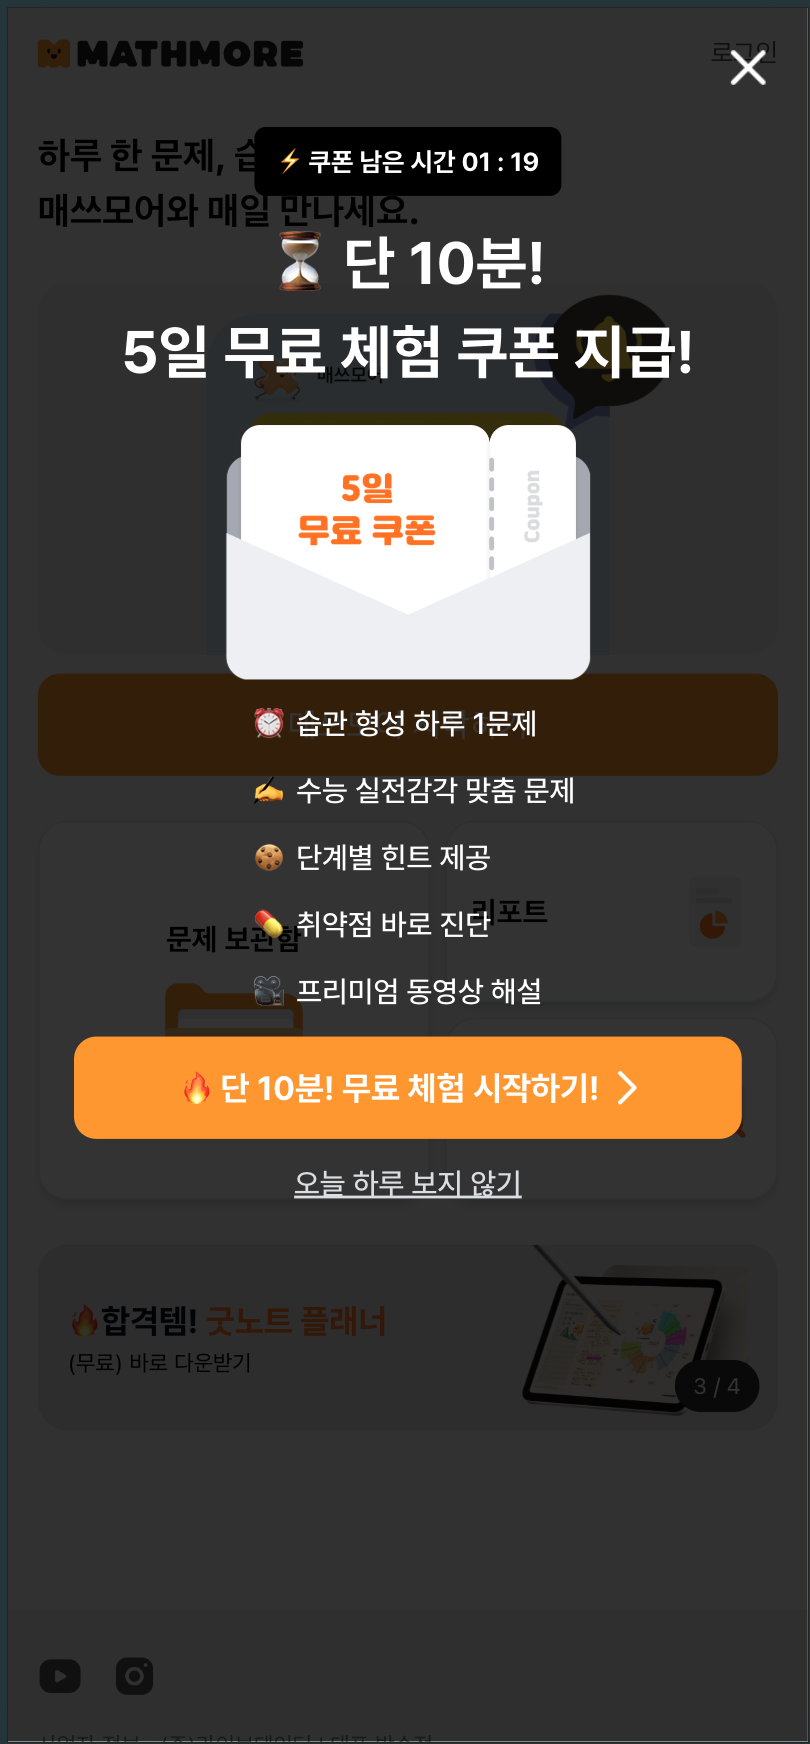 MATHMORE
로그인
하루 한 문제, 습
⚡ 쿠폰 남은 시간 01 : 19
매쓰모어와 매일 만나세요.
⏳ 단 10분!
5일 무료 체험 쿠폰 지급!
매쓰모어
5일
무료 쿠폰
Coupon
⏰ 습관 형성 하루 1문제
✍️ 수능 실전감각 맞춤 문제
🍪 단계별 힌트 제공
리포트
💊 취약점 바로 진단
문제 보관함
🎥 프리미엄 동영상 해설
🔥 단 10분! 무료 체험 시작하기!
오늘 하루 보지 않기
🔥합격템! 굿노트 플래너
(무료) 바로 다운받기
3 / 4